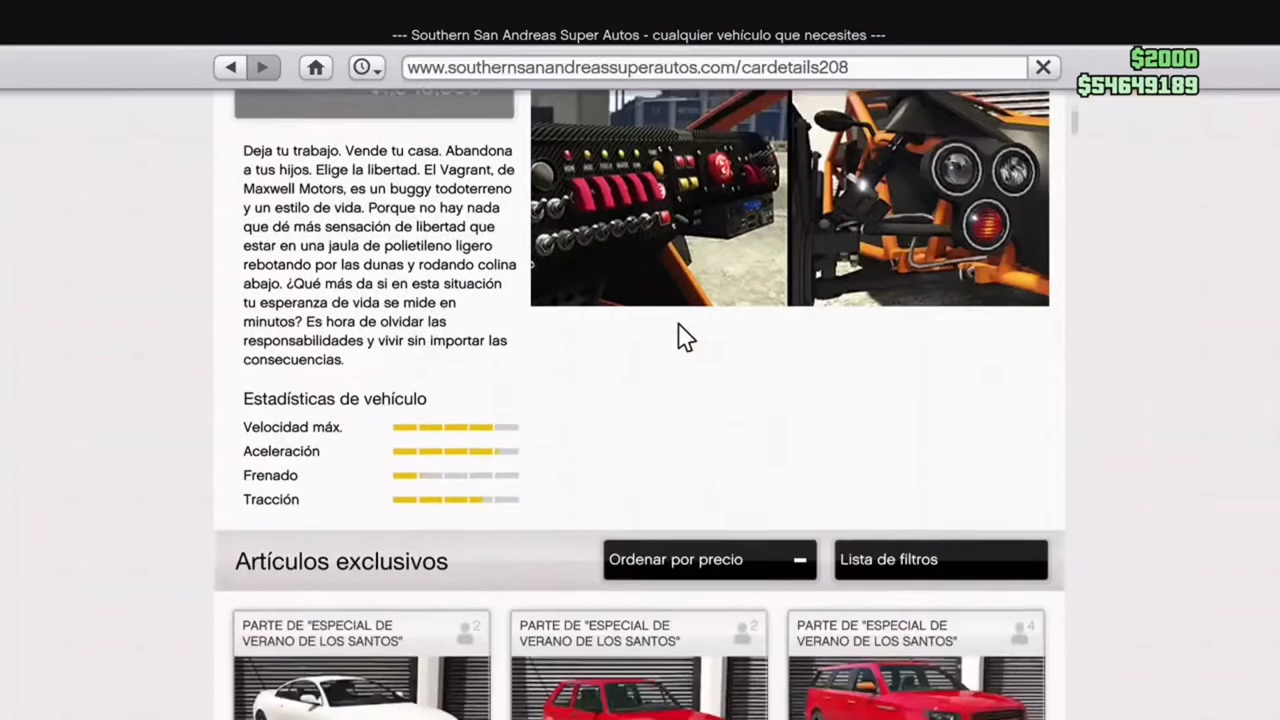 --- Southern San Andreas Super Autos - cualquier vehículo que necesites ---
$2000
www.southernsanandreassuperautos.com/cardetails208
$54649189
Deja tu trabajo. Vende tu casa. Abandona
a tus hijos. Elige la libertad. El Vagrant, de
Maxwell Motors, es un buggy todoterreno
y un estilo de vida. Porque no hay nada
que dé más sensación de libertad que
estar en una jaula de polietileno ligero
rebotando por las dunas y rodando colina
abajo. ¿Qué más da si en esta situación
tu esperanza de vida se mide en
minutos? Es hora de olvidar las
responsabilidades y vivir sin importar las
consecuencias.
Estadísticas de vehículo
Velocidad máx.
Aceleración
Frenado
Tracción
Artículos exclusivos
Ordenar por precio
Lista de filtros
PARTE DE "ESPECIAL DE
VERANO DE LOS SANTOS"
2
PARTE DE "ESPECIAL DE
VERANO DE LOS SANTOS"
2
PARTE DE "ESPECIAL DE
VERANO DE LOS SANTOS"
4